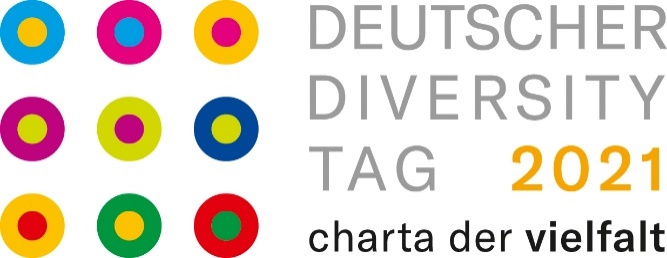 DEUTSCHER
DIVERSITY
TAG 2021
charta der vielfalt